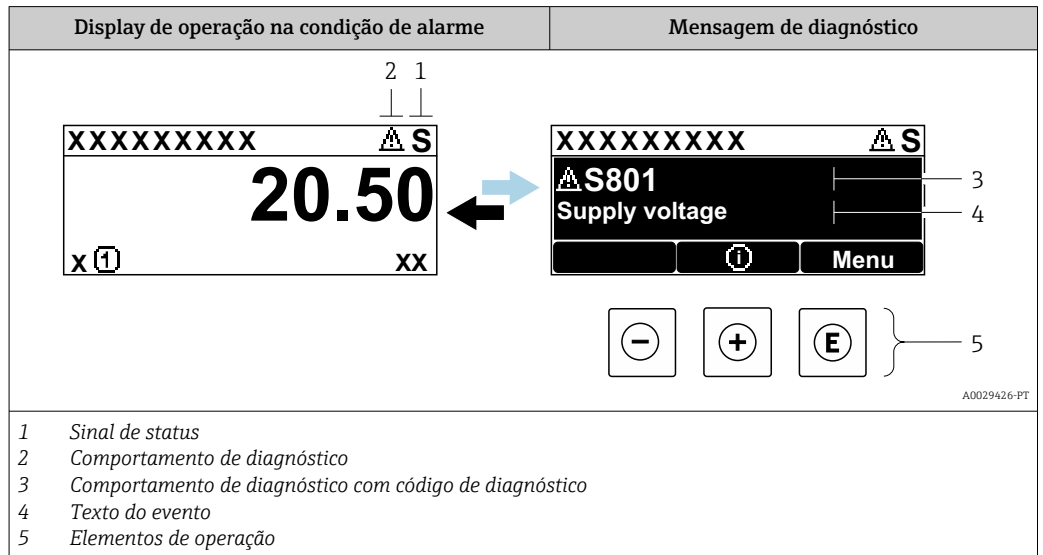 Display de operação na condição de alarme
Mensagem de diagnóstico
2 1
XXXXXXXXX ⚠ S
20.50
X ① XX
XXXXXXXXX ⚠ S
⚠S801
Supply voltage
ⓘ Menu
3
4
− + E
5
A0029426-PT
1 Sinal de status
2 Comportamento de diagnóstico
3 Comportamento de diagnóstico com código de diagnóstico
4 Texto do evento
5 Elementos de operação